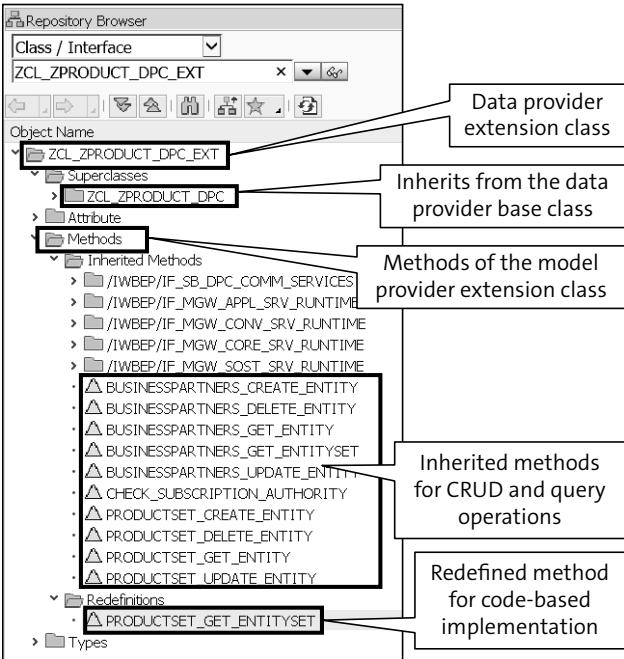 Repository Browser
Class / Interface
ZCL_ZPRODUCT_DPC_EXT
Object Name
ZCL_ZPRODUCT_DPC_EXT
Superclasses
ZCL_ZPRODUCT_DPC
Attribute
Methods
Inherited Methods
/IWBEP/IF_SB_DPC_COMM_SERVICES
/IWBEP/IF_MGW_APPL_SRV_RUNTIME
/IWBEP/IF_MGW_CONV_SRV_RUNTIME
/IWBEP/IF_MGW_CORE_SRV_RUNTIME
/IWBEP/IF_MGW_SOST_SRV_RUNTIME
BUSINESSPARTNERS_CREATE_ENTITY
BUSINESSPARTNERS_DELETE_ENTITY
BUSINESSPARTNERS_GET_ENTITY
BUSINESSPARTNERS_GET_ENTITYSET
BUSINESSPARTNERS_UPDATE_ENTITY
CHECK_SUBSCRIPTION_AUTHORITY
PRODUCTSET_CREATE_ENTITY
PRODUCTSET_DELETE_ENTITY
PRODUCTSET_GET_ENTITY
PRODUCTSET_UPDATE_ENTITY
Redefinitions
PRODUCTSET_GET_ENTITYSET
Types
Data provider
extension class
Inherits from the data
provider base class
Methods of the model
provider extension class
Inherited methods
for CRUD and query
operations
Redefined method
for code-based
implementation